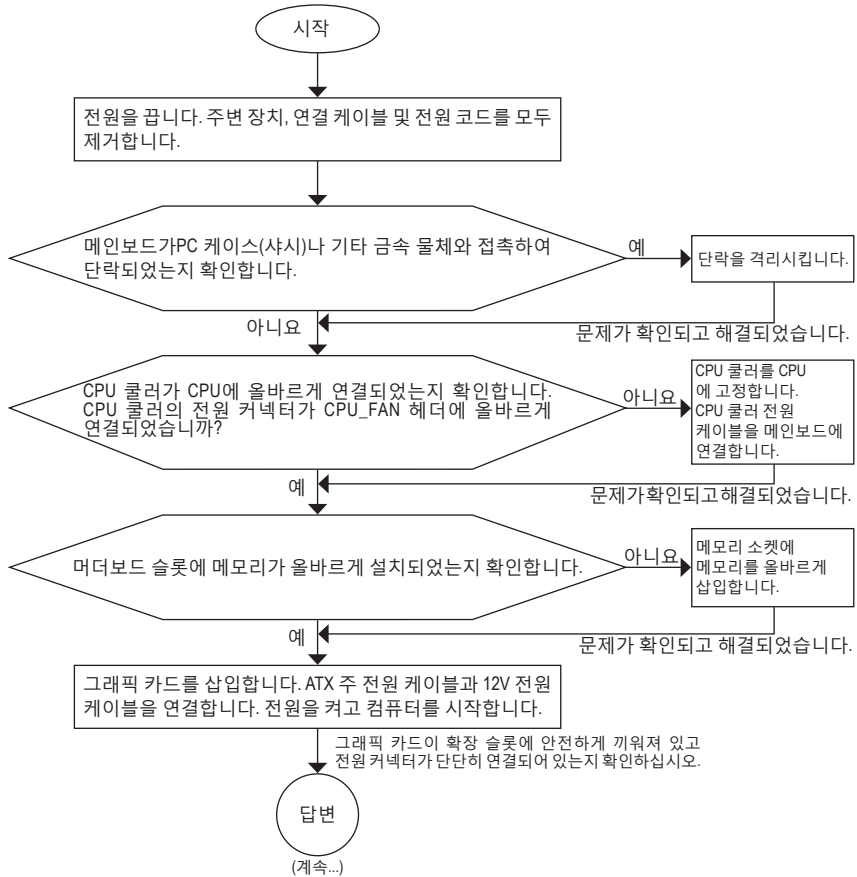 시작
전원을 끕니다. 주변 장치, 연결 케이블 및 전원 코드를 모두
제거합니다.
메인보드가PC 케이스(샤시)나 기타 금속 물체와 접촉하여
단락되었는지 확인합니다.
예
단락을 격리시킵니다.
아니요
문제가 확인되고 해결되었습니다.
CPU 쿨러가 CPU에 올바르게 연결되었는지 확인합니다.
CPU 쿨러의 전원 커넥터가 CPU_FAN 헤더에 올바르게
연결되었습니까?
아니요
CPU 쿨러를 CPU
에 고정합니다.
CPU 쿨러 전원
케이블을 메인보드에
연결합니다.
예
문제가확인되고해결되었습니다.
머더보드 슬롯에 메모리가 올바르게 설치되었는지 확인합니다.
아니요
메모리 소켓에
메모리를 올바르게
삽입합니다.
예
문제가 확인되고 해결되었습니다.
그래픽 카드를 삽입합니다. ATX 주 전원 케이블과 12V 전원
케이블을 연결합니다. 전원을 켜고 컴퓨터를 시작합니다.
그래픽 카드이 확장 슬롯에 안전하게 끼워져 있고
전원 커넥터가 단단히 연결되어 있는지 확인하십시오.
답변
(계속...)